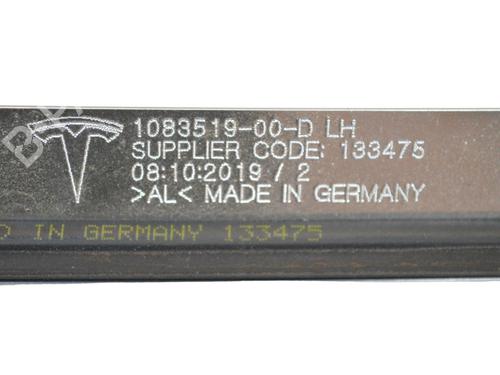 1083519-00-D LH
SUPPLIER CODE: 133475
08:10:2019 / 2
>AL< MADE IN GERMANY
D IN GERMANY 133475